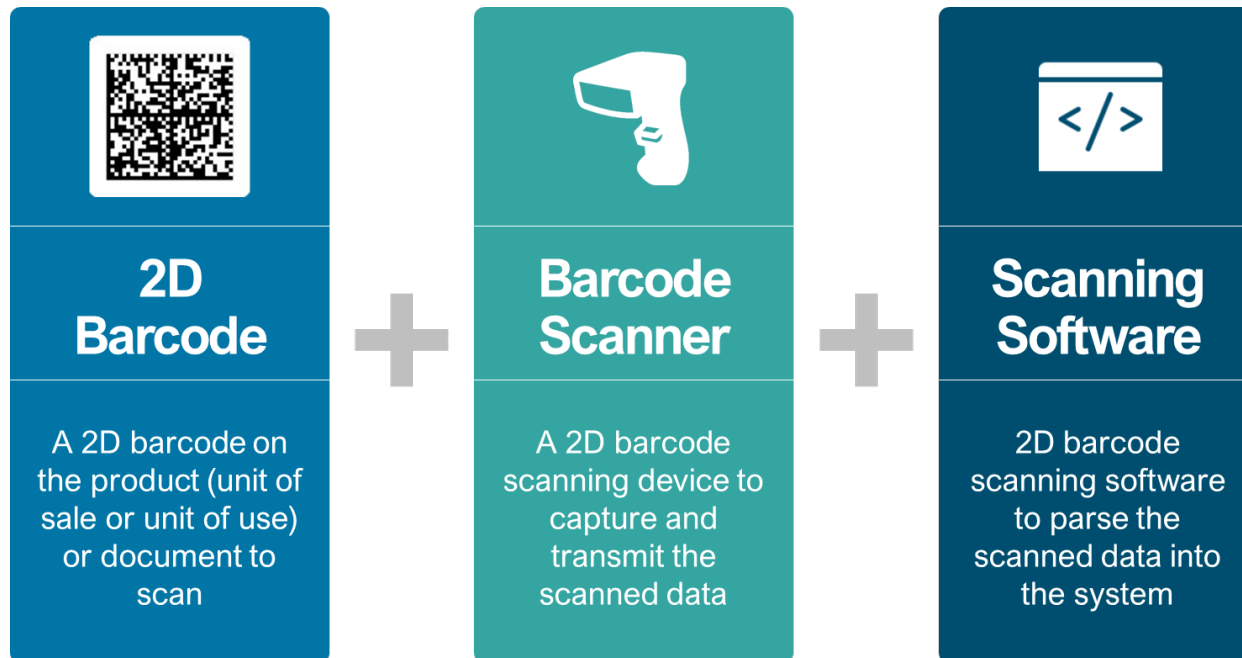 2D
Barcode
A 2D barcode on
the product (unit of
sale or unit of use)
or document to
scan
Barcode
Scanner
A 2D barcode
scanning device to
capture and
transmit the
scanned data
</>
Scanning
Software
2D barcode
scanning software
to parse the
scanned data into
the system